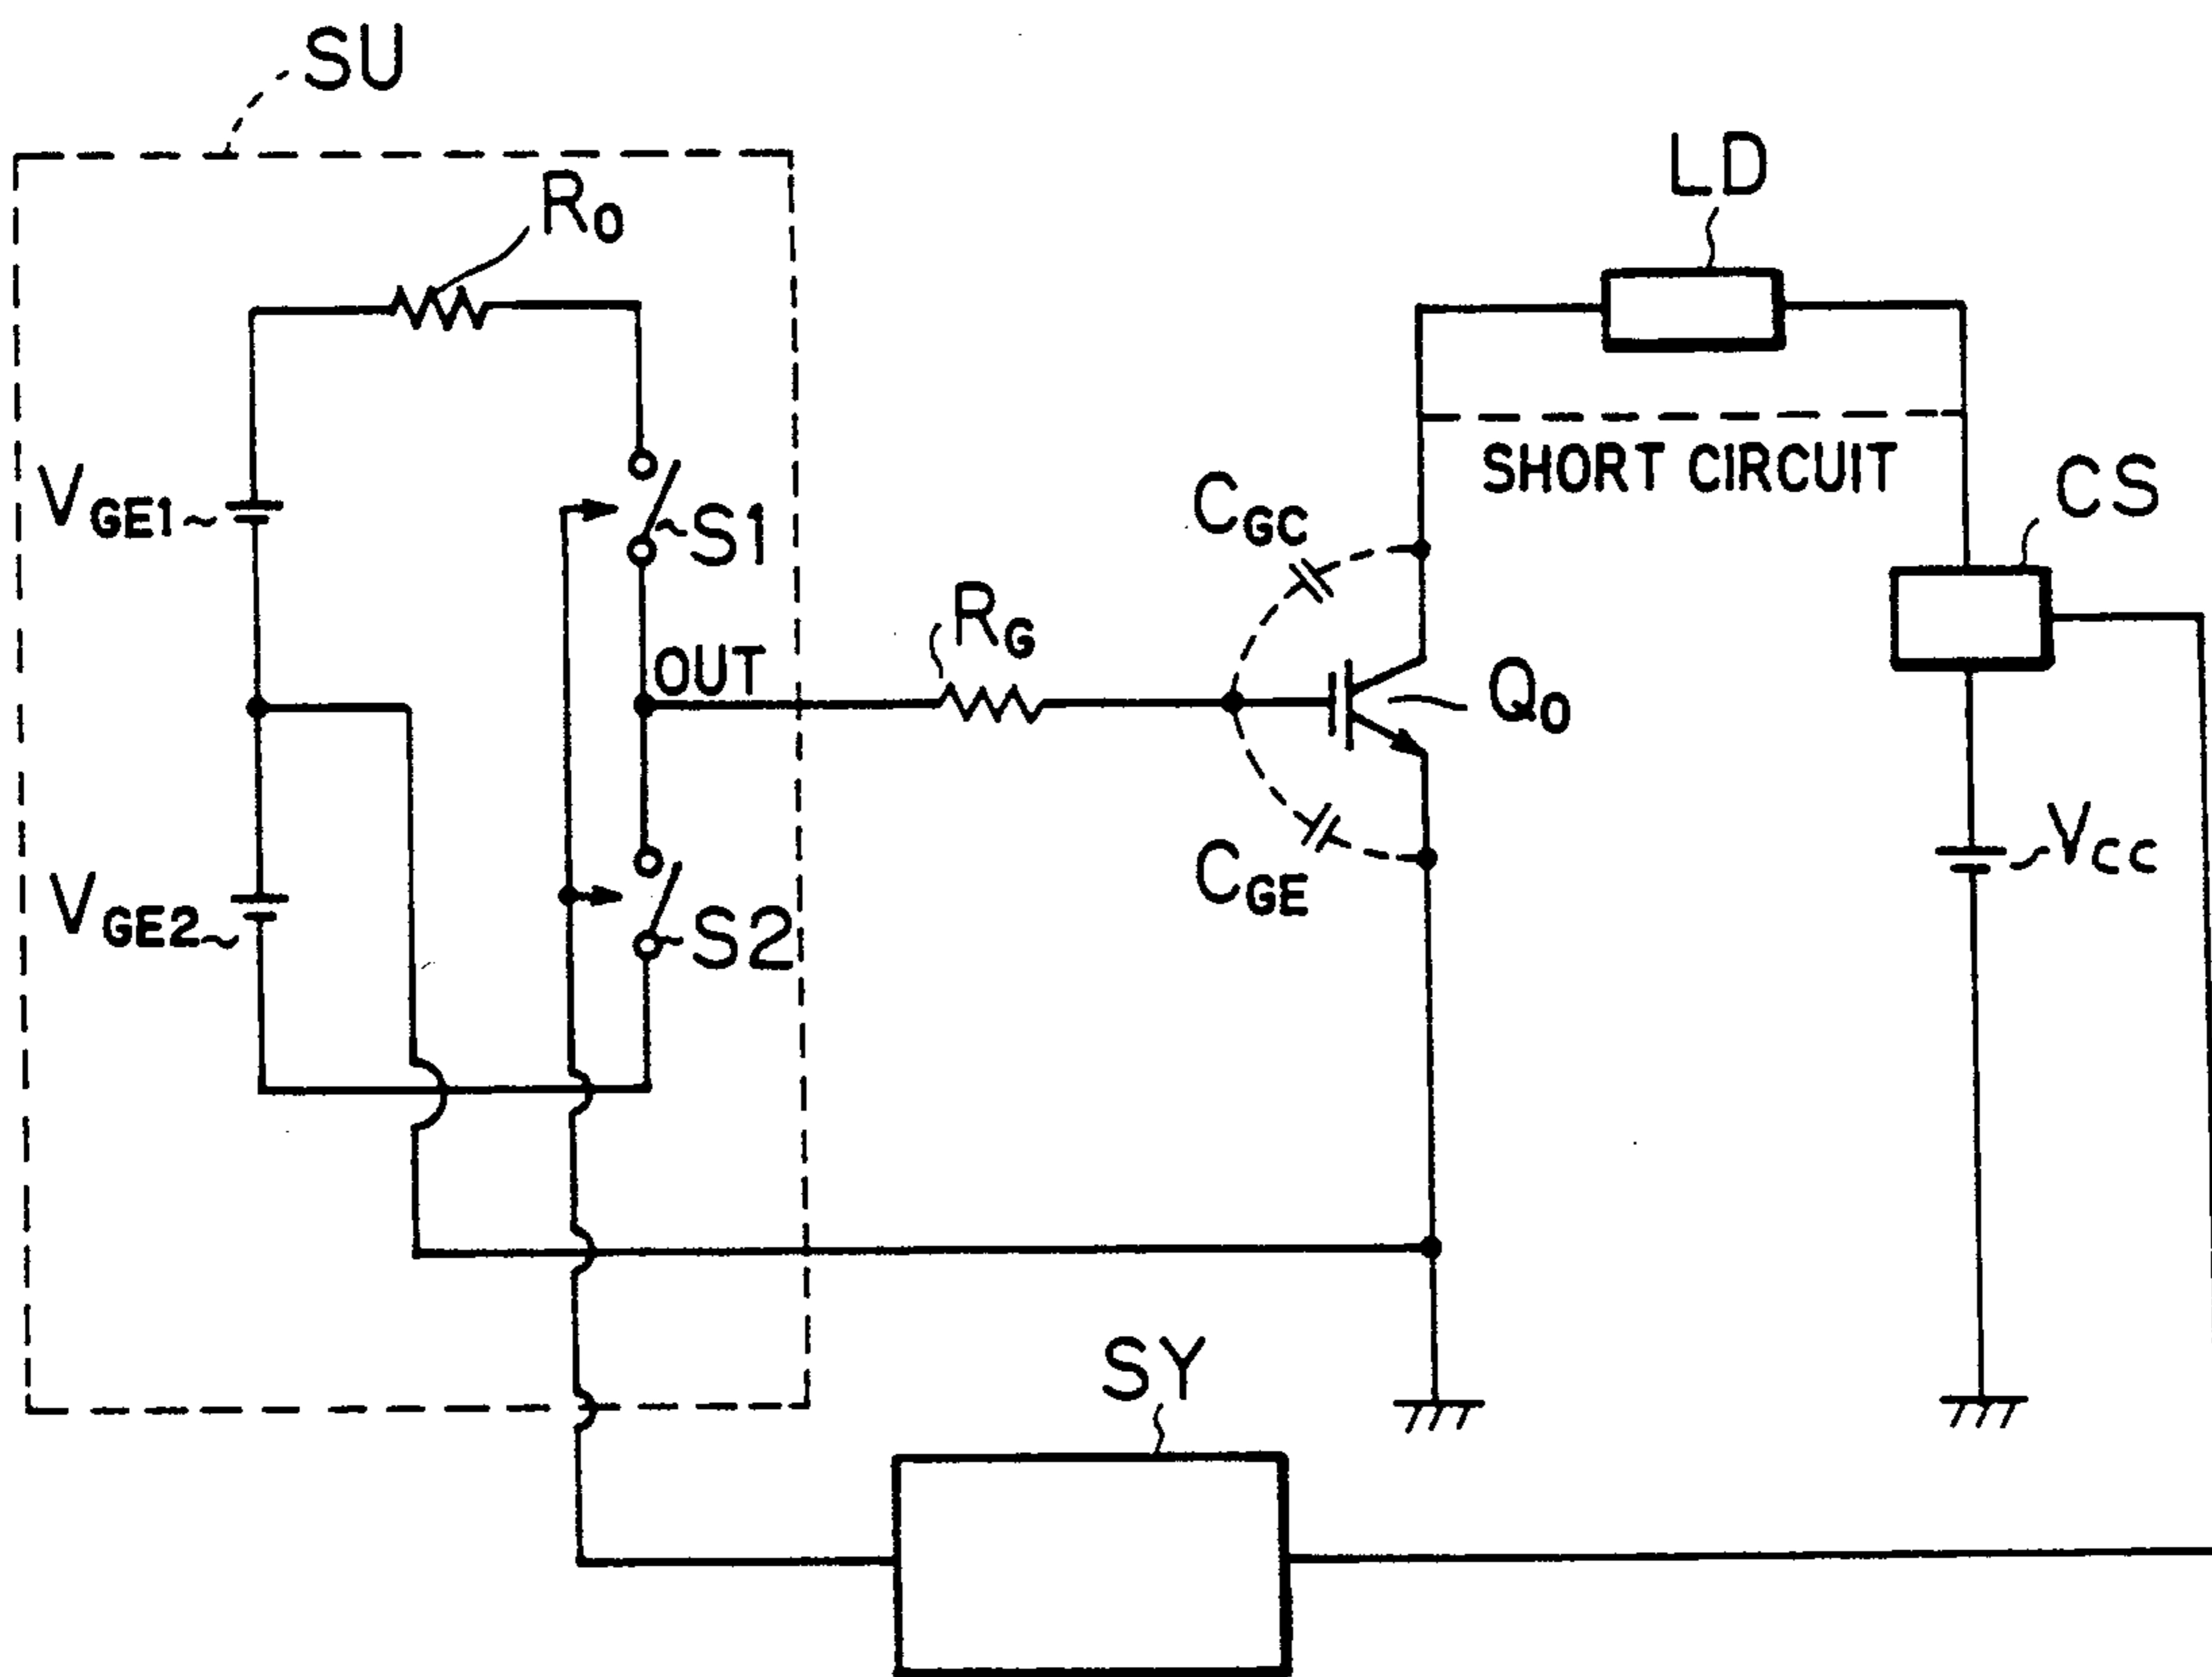 SU
LD
R0
SHORT CIRCUIT
CS
VGE1
CGC
S1
RG
OUT
Q0
VCC
CGE
VGE2
S2
SY